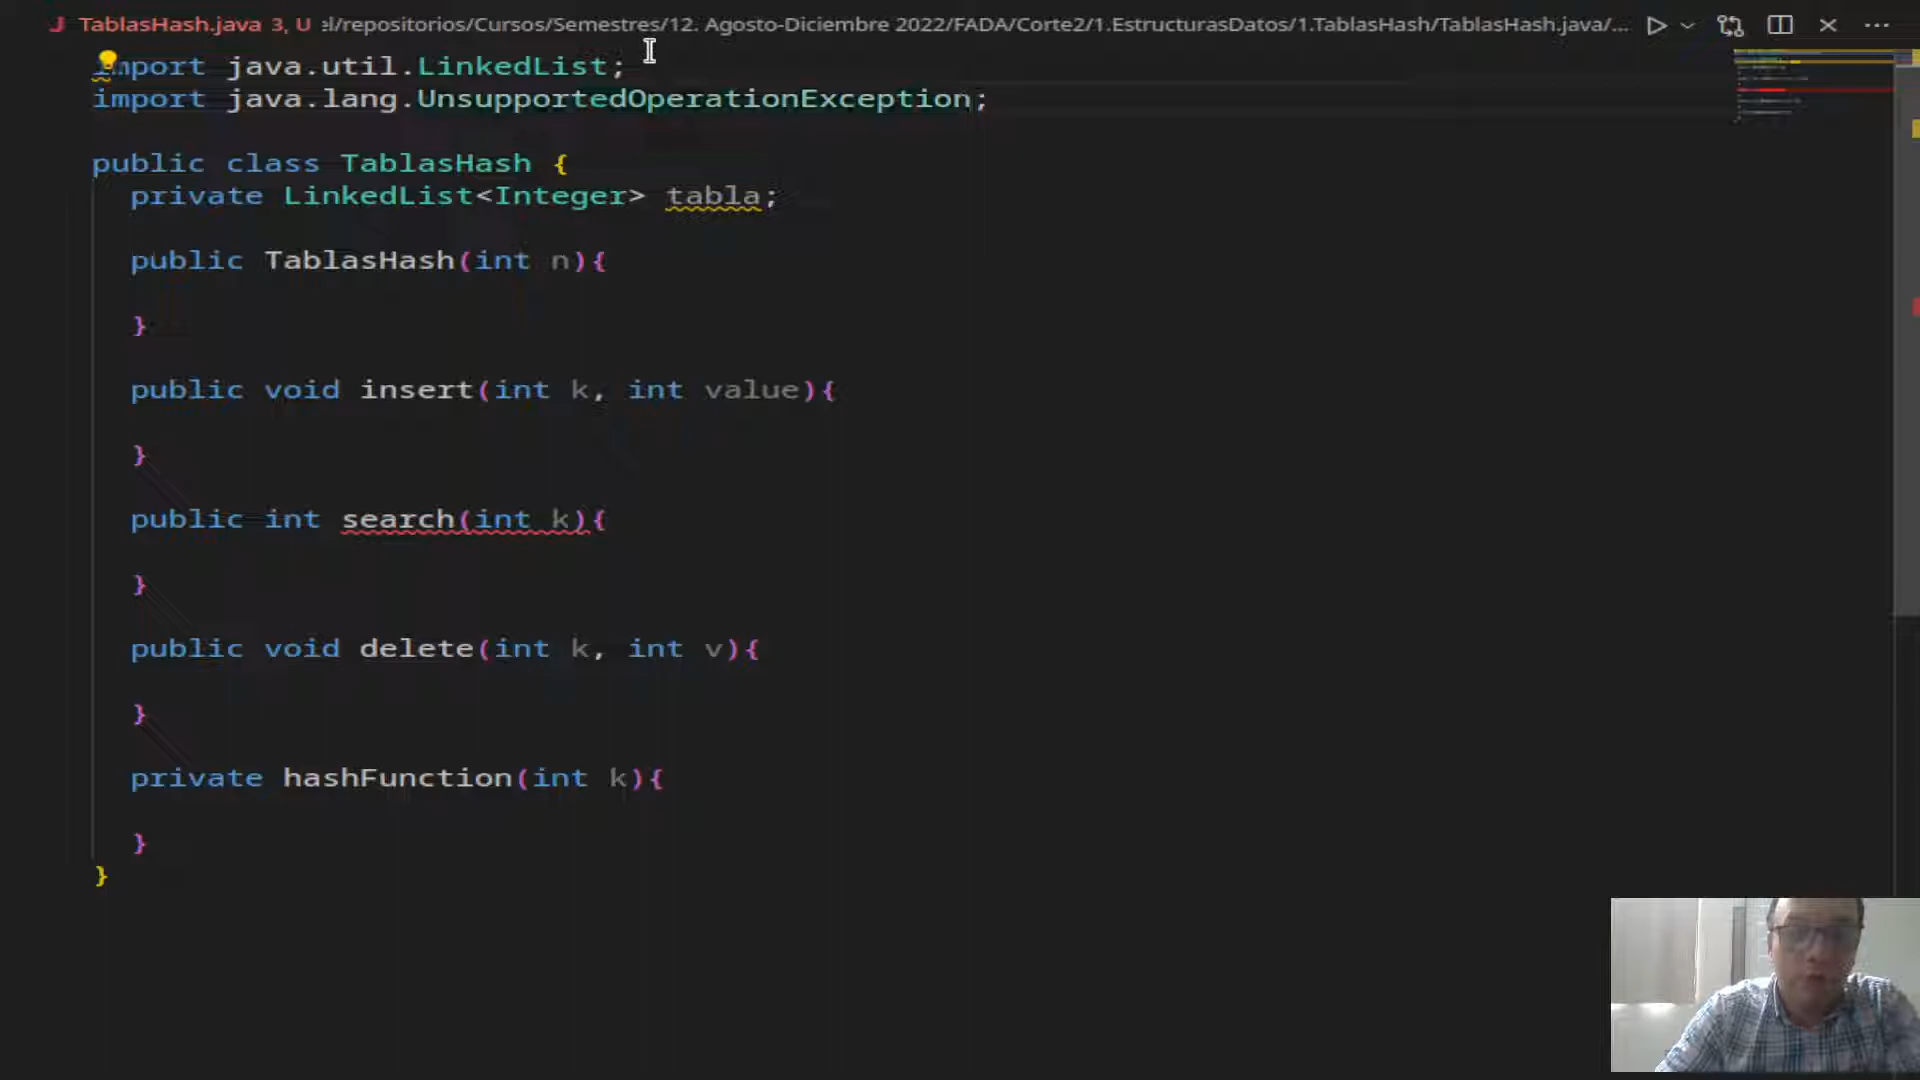 TablasHash.java 3, U el/repositorios/Cursos/Semestres/12. Agosto-Diciembre 2022/FADA/Corte2/1.EstructurasDatos/1.TablasHash/TablasHash.java/...
import java.util.LinkedList;
import java.lang.UnsupportedOperationException;
public class TablasHash {
private LinkedList<Integer> tabla;
public TablasHash(int n){
}
public void insert(int k, int value){
}
public int search(int k){
}
public void delete(int k, int v){
}
private hashFunction(int k){
}
}